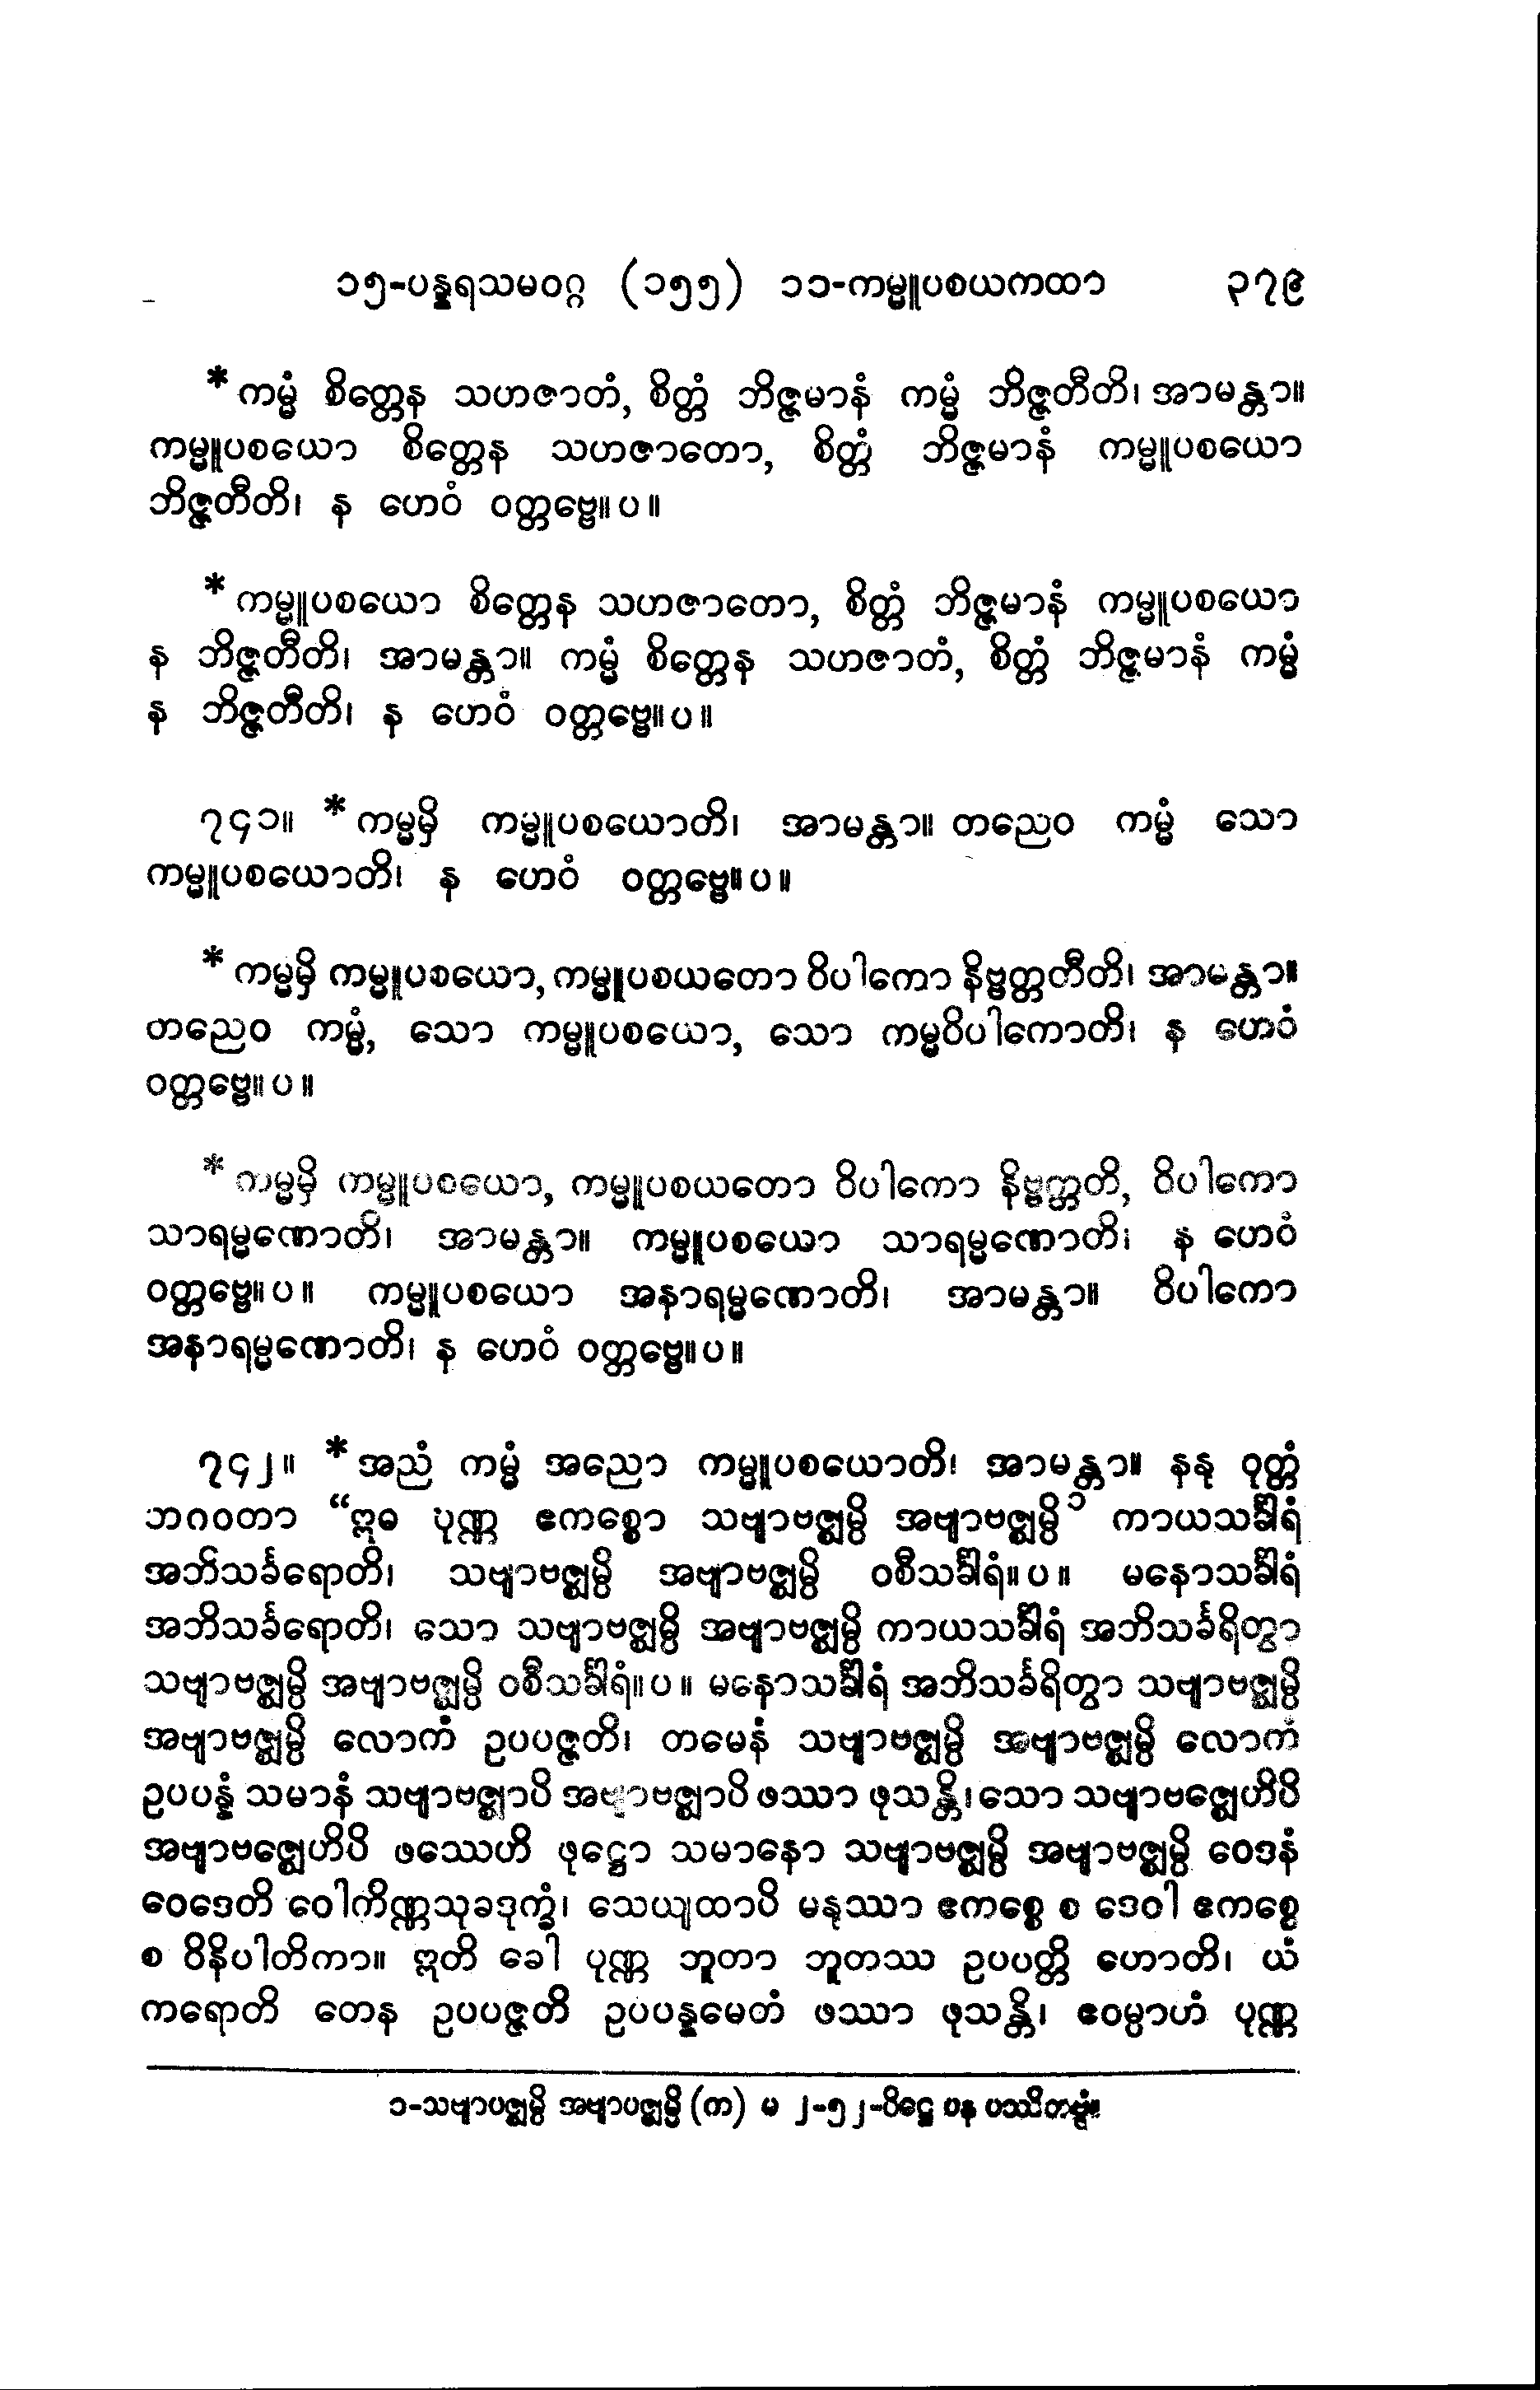 ၁၅-ပန္နရသမဝဂ္ဂ (၁၅၅) ၁၁-ကမ္မူပစယကထာ ၃၇၉
* ကမ္မံ စိတ္တေန သဟဇာတံ, စိတ္တံ ဘိဇ္ဇမာနံ ကမ္မံ ဘိဇ္ဇတီတိ၊ အာမန္တာ။
ကမ္မူပစယော စိတ္တေန သဟဇာတော, စိတ္တံ ဘိဇ္ဇမာနံ ကမ္မူပစယော
ဘိဇ္ဇတီတိ၊ န ဟေဝံ ဝတ္တဗ္ဗေ။ပ။
* ကမ္မူပစယော စိတ္တေန သဟဇာတော, စိတ္တံ ဘိဇ္ဇမာနံ ကမ္မူပစယော
န ဘိဇ္ဇတီတိ၊ အာမန္တာ။ ကမ္မံ စိတ္တေန သဟဇာတံ, စိတ္တံ ဘိဇ္ဇမာနံ ကမ္မံ
န ဘိဇ္ဇတီတိ၊ န ဟေဝံ ဝတ္တဗ္ဗေ။ပ။
၇၄၁။ * ကမ္မမှိ ကမ္မူပစယောတိ၊ အာမန္တာ။ တညေဝ ကမ္မံ သော
ကမ္မူပစယောတိ၊ န ဟေဝံ ဝတ္တဗ္ဗေ။ပ။
* ကမ္မမှိ ကမ္မူပစယော, ကမ္မူပစယတော ဝိပါကော နိဗ္ဗတ္တတီတိ၊ အာမန္တာ။
တညေဝ ကမ္မံ, သော ကမ္မူပစယော, သော ကမ္မဝိပါကောတိ၊ န ဟေဝံ
ဝတ္တဗ္ဗေ။ပ။
* ကမ္မမှိ ကမ္မူပစယော, ကမ္မူပစယတော ဝိပါကော နိဗ္ဗတ္တတိ, ဝိပါကော
သာရမ္မဏောတိ၊ အာမန္တာ။ ကမ္မူပစယော သာရမ္မဏောတိ၊ န ဟေဝံ
ဝတ္တဗ္ဗေ။ပ။ ကမ္မူပစယော အနာရမ္မဏောတိ၊ အာမန္တာ။ ဝိပါကော
အနာရမ္မဏောတိ၊ န ဟေဝံ ဝတ္တဗ္ဗေ။ပ။
၇၄၂။ * အညံ ကမ္မံ အညော ကမ္မူပစယောတိ၊ အာမန္တာ။ နနု ဝုတ္တံ
ဘဂဝတာ “ဣဓ ပုဏ္ဏ ဧကစ္စော သဗျာဗဇ္ဈမ္ပိ အဗျာဗဇ္ဈမ္ပိ ၁ ကာယသင်္ခါရံ
အဘိသင်္ခရောတိ၊ သဗျာဗဇ္ဈမ္ပိ အဗျာဗဇ္ဈမ္ပိ ဝစီသင်္ခါရံ။ပ။ မနောသင်္ခါရံ
အဘိသင်္ခရောတိ၊ သော သဗျာဗဇ္ဈမ္ပိ အဗျာဗဇ္ဈမ္ပိ ကာယသင်္ခါရံ အဘိသင်္ခရိတွာ
သဗျာဗဇ္ဈမ္ပိ အဗျာဗဇ္ဈမ္ပိ ဝစီသင်္ခါရံ။ပ။ မနောသင်္ခါရံ အဘိသင်္ခရိတွာ သဗျာဗဇ္ဈမ္ပိ
အဗျာဗဇ္ဈမ္ပိ လောကံ ဥပပဇ္ဇတိ၊ တမေနံ သဗျာဗဇ္ဈမ္ပိ အဗျာဗဇ္ဈမ္ပိ လောကံ
ဥပပန္နံ သမာနံ သဗျာဗဇ္ဈာပိ အဗျာဗဇ္ဈာပိ ဖဿာ ဖုသန္တိ၊ သော သဗျာဗဇ္ဈေဟိပိ
အဗျာဗဇ္ဈေဟိပိ ဖဿေဟိ ဖုဋ္ဌော သမာနော သဗျာဗဇ္ဈမ္ပိ အဗျာဗဇ္ဈမ္ပိ ဝေဒနံ
ဝေဒေတိ ဝေါကိဏ္ဏသုခဒုက္ခံ၊ သေယျထာပိ မနုဿာ ဧကစ္စေ စ ဒေဝါ ဧကစ္စေ
စ ဝိနိပါတိကာ။ ဣတိ ခေါ ပုဏ္ဏ ဘူတာ ဘူတဿ ဥပပတ္တိ ဟောတိ၊ ယံ
ကရောတိ တေန ဥပပဇ္ဇတိ ဥပပန္နမေတံ ဖဿာ ဖုသန္တိ၊ ဧဝမ္ပာဟံ ပုဏ္ဏ
၁-သဗျာပဇ္ဈမ္ပိ အဗျာပဇ္ဈမ္ပိ (က) မ ၂-၅၂-ပိဋ္ဌေ ပန ပဿိတဗ္ဗံ။